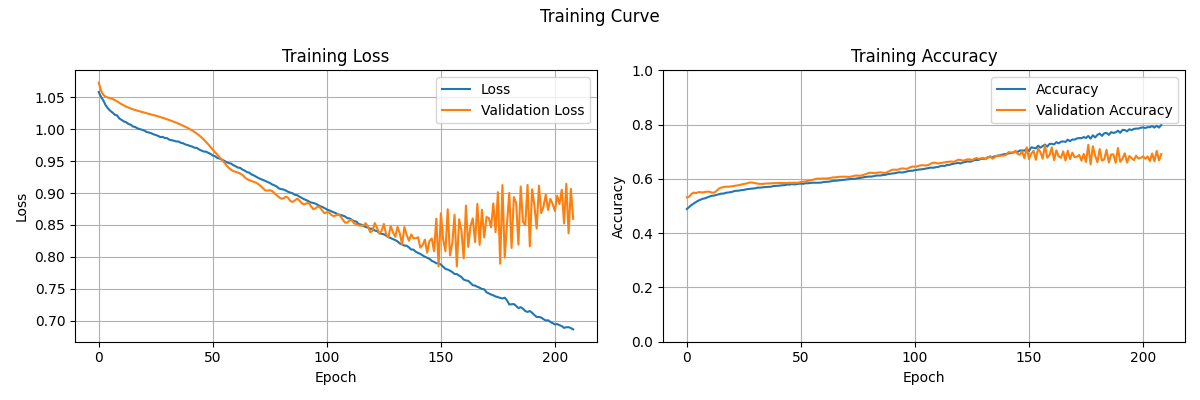 Training Curve
Training Loss
Loss
Validation Loss
1.05
1.00
0.95
0.90
0.85
0.80
0.75
0.70
Loss
0
50
100
150
200
Epoch
Training Accuracy
Accuracy
Validation Accuracy
1.0
0.8
0.6
0.4
0.2
0.0
Accuracy
0
50
100
150
200
Epoch